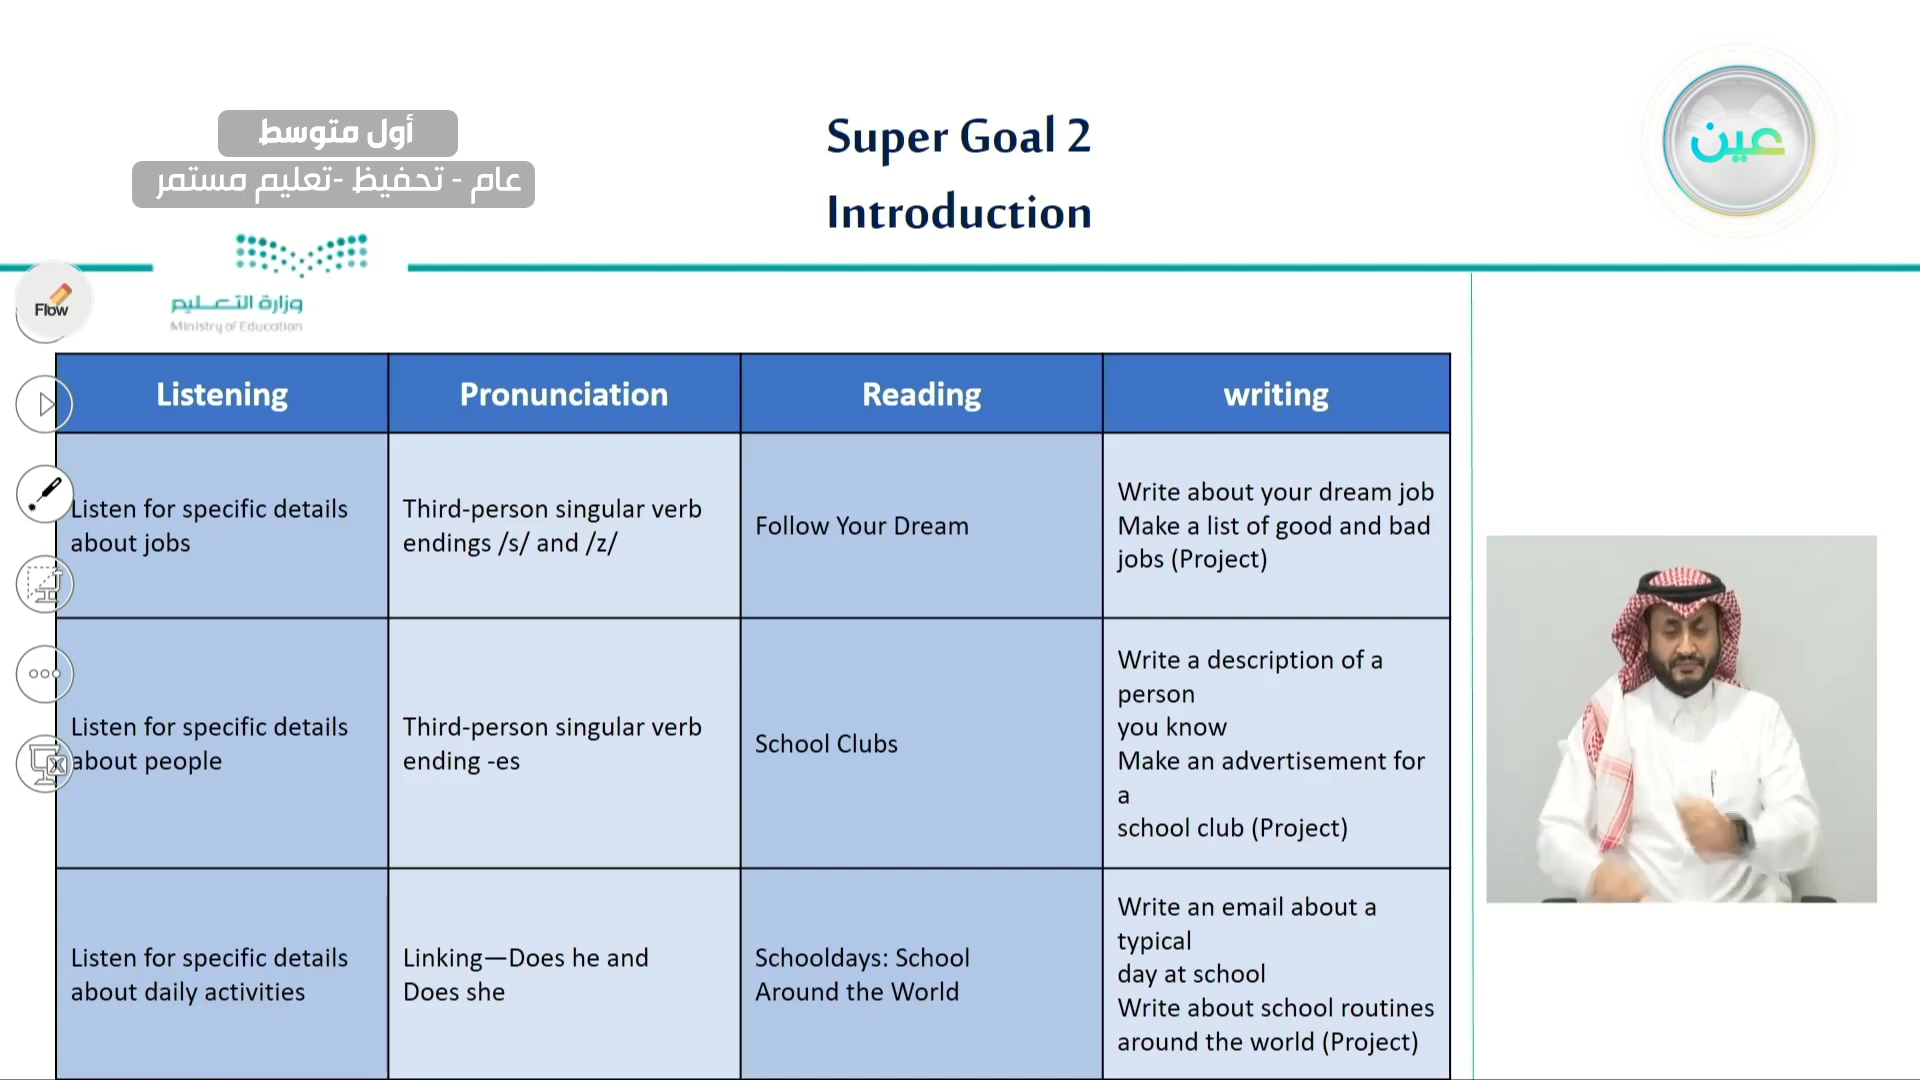 أول متوسط
عام - تحفيظ -تعليم مستمر
Super Goal 2
Introduction
عين
وزارة التعليم
Ministry of Education
Flow
Listening
Pronunciation
Reading
writing
Listen for specific details
about jobs
Third-person singular verb
endings /s/ and /z/
Follow Your Dream
Write about your dream job
Make a list of good and bad
jobs (Project)
Listen for specific details
about people
Third-person singular verb
ending -es
School Clubs
Write a description of a
person
you know
Make an advertisement for
a
school club (Project)
Listen for specific details
about daily activities
Linking—Does he and
Does she
Schooldays: School
Around the World
Write an email about a
typical
day at school
Write about school routines
around the world (Project)